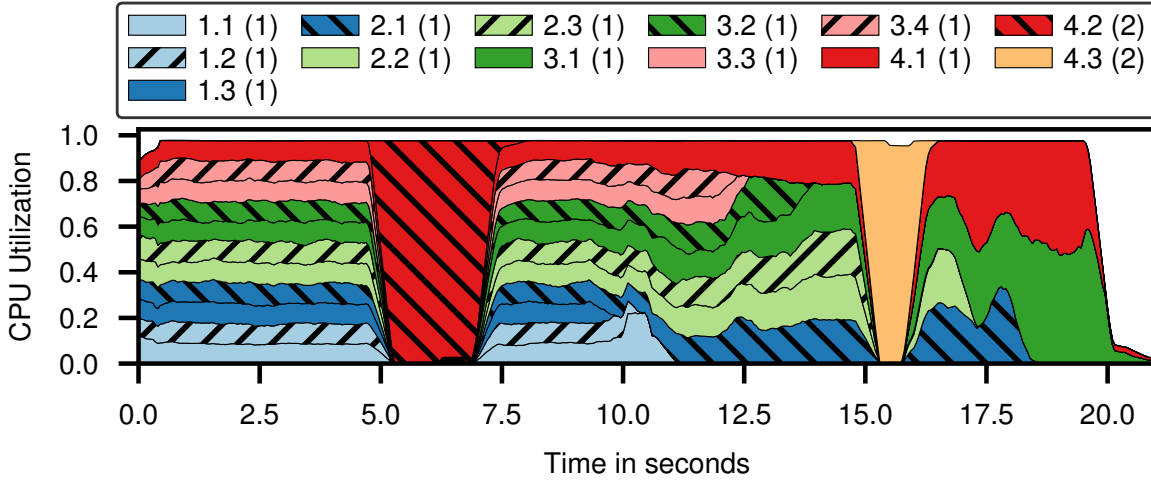 1.1 (1) 2.1 (1) 2.3 (1) 3.2 (1) 3.4 (1) 4.2 (2)
1.2 (1) 2.2 (1) 3.1 (1) 3.3 (1) 4.1 (1) 4.3 (2)
1.3 (1)
1.0
0.8
0.6
0.4
0.2
0.0
CPU Utilization
0.0 2.5 5.0 7.5 10.0 12.5 15.0 17.5 20.0
Time in seconds